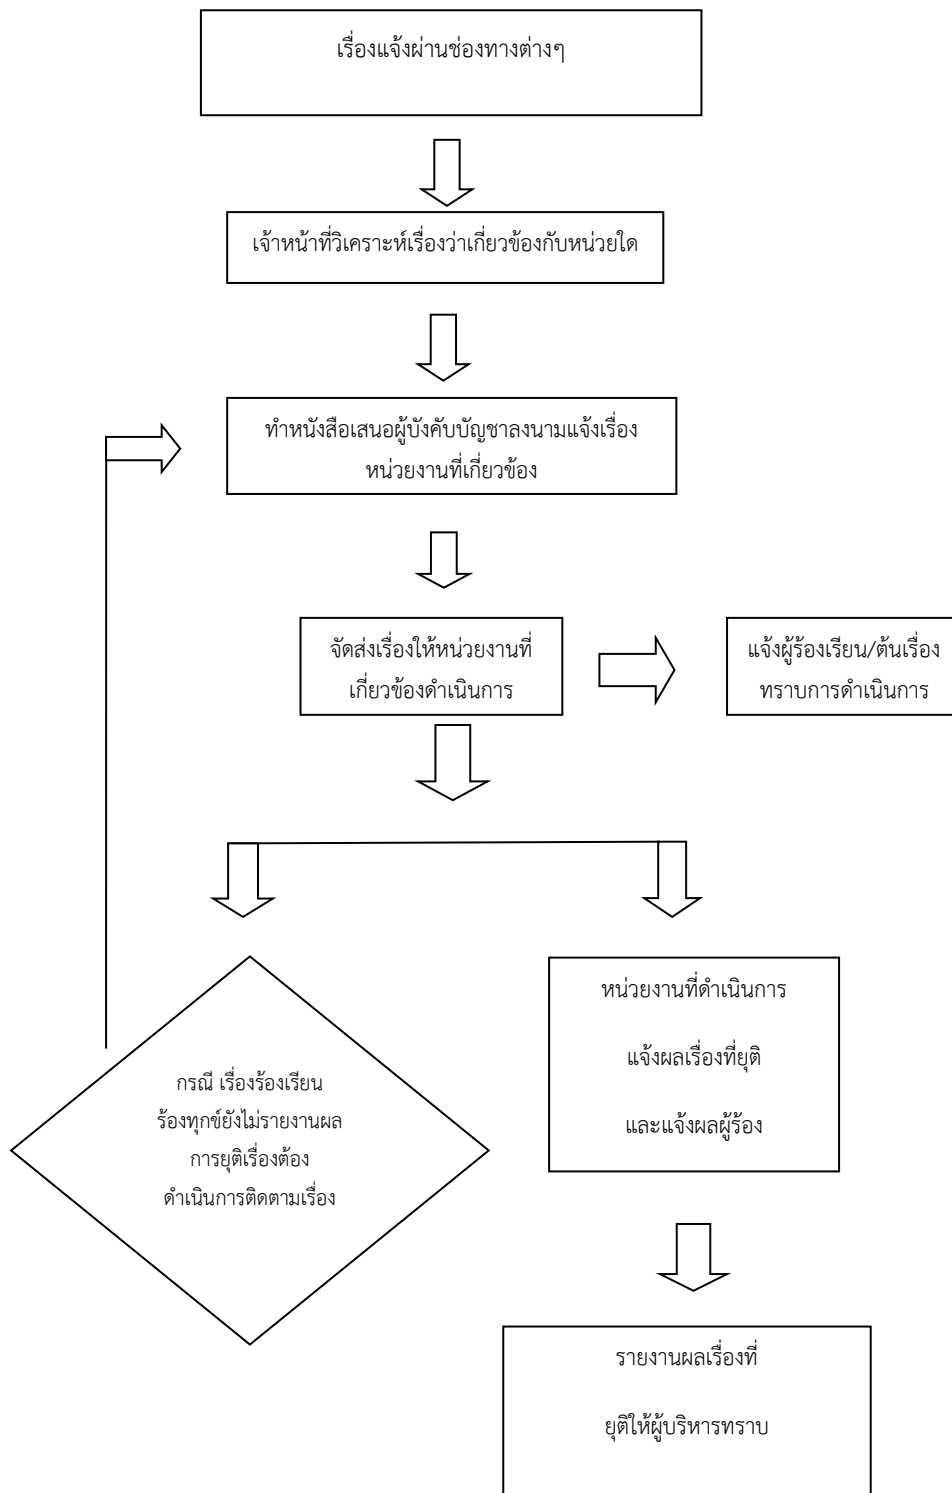 เรื่องแจ้งผ่านช่องทางต่างๆ
เจ้าหน้าที่วิเคราะห์เรื่องว่าเกี่ยวข้องกับหน่วยใด
ทำหนังสือเสนอผู้บังคับบัญชาลงนามแจ้งเรื่อง
หน่วยงานที่เกี่ยวข้อง
จัดส่งเรื่องให้หน่วยงานที่
เกี่ยวข้องดำเนินการ
แจ้งผู้ร้องเรียน/ต้นเรื่อง
ทราบการดำเนินการ
กรณี เรื่องร้องเรียน
ร้องทุกข์ยังไม่รายงานผล
การยุติเรื่องต้อง
ดำเนินการติดตามเรื่อง
หน่วยงานที่ดำเนินการ
แจ้งผลเรื่องที่ยุติ
และแจ้งผลผู้ร้อง
รายงานผลเรื่องที่
ยุติให้ผู้บริหารทราบ